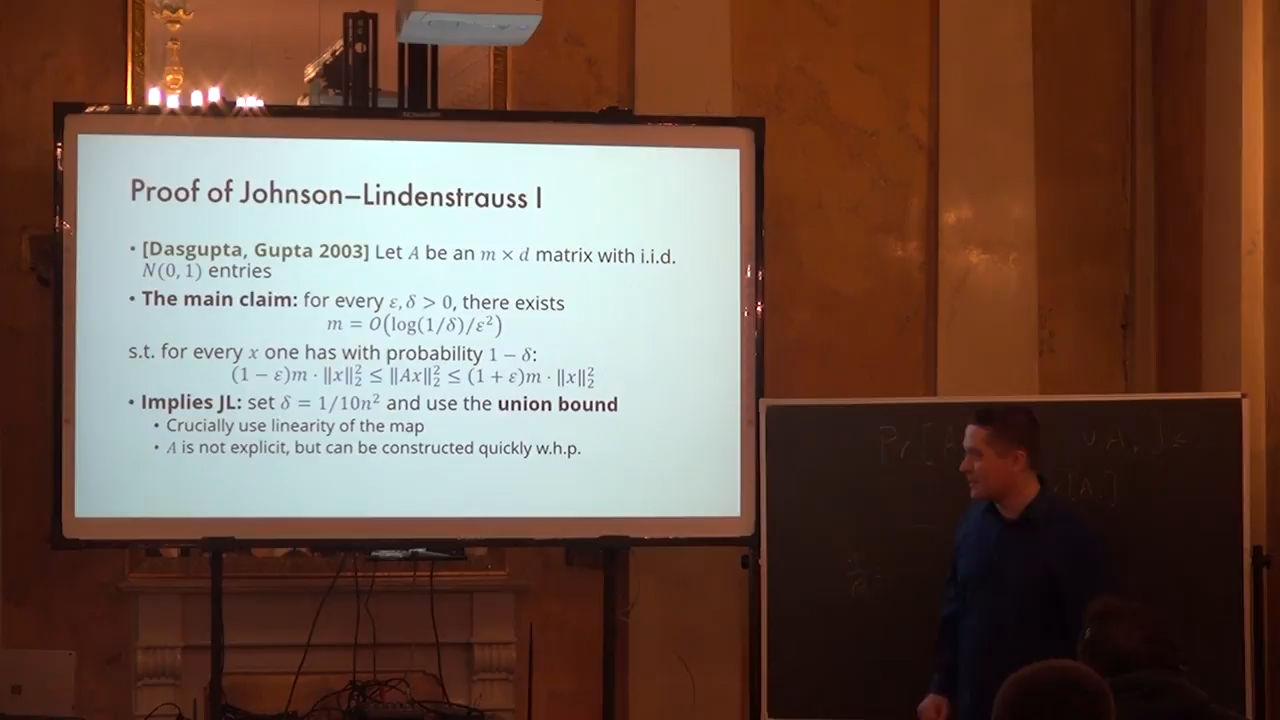 Proof of Johnson–Lindenstrauss I
• [Dasgupta, Gupta 2003] Let A be an m × d matrix with i.i.d.
N(0, 1) entries
• The main claim: for every ε, δ > 0, there exists
m = O(log(1/δ)/ε²)
s.t. for every x one has with probability 1 − δ:
(1 − ε)m · ‖x‖₂² ≤ ‖Ax‖₂² ≤ (1 + ε)m · ‖x‖₂²
• Implies JL: set δ = 1/10n² and use the union bound
• Crucially use linearity of the map
• A is not explicit, but can be constructed quickly w.h.p.
Pr[A